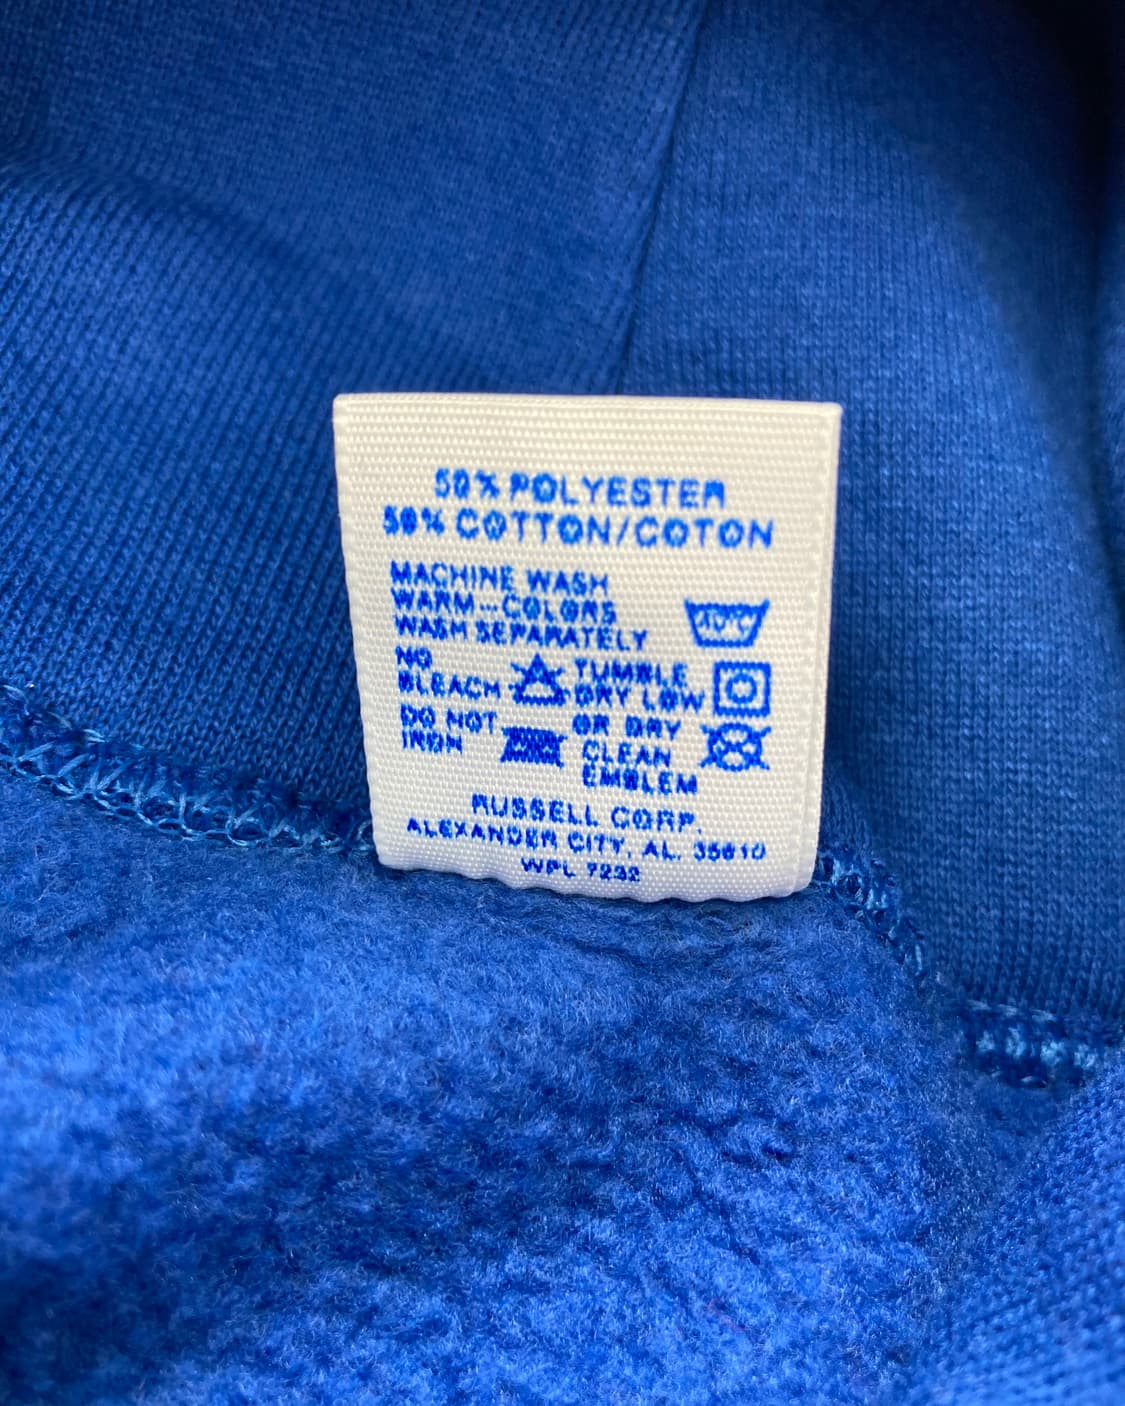 50% POLYESTER
50% COTTON/COTON
MACHINE WASH
WARM-COLORS
WASH SEPARATELY
40°C
NO
BLEACH
TUMBLE
DRY LOW
DO NOT
IRON
OR DRY
CLEAN
EMBLEM
RUSSELL CORP.
ALEXANDER CITY, AL. 35010
WPL 7232